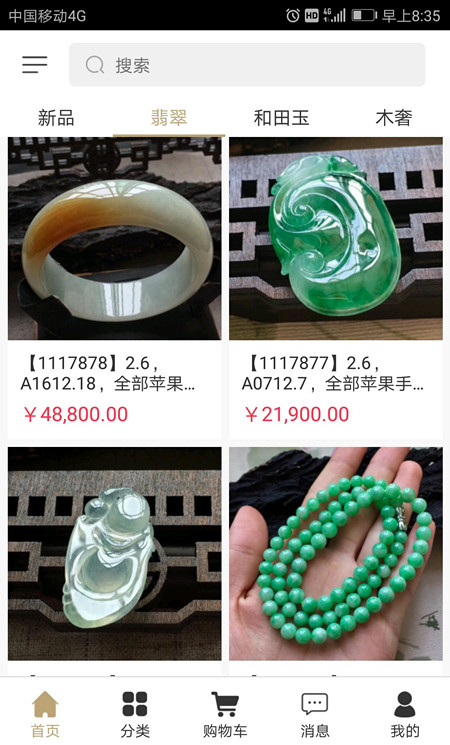 中国移动4G HD 4G 早上8:35
搜索
新品 翡翠 和田玉 木奢
【1117878】2.6，
A1612.18，全部苹果...
￥48,800.00
【1117877】2.6，
A0712.7，全部苹果手...
￥21,900.00
首页 分类 购物车 消息 我的